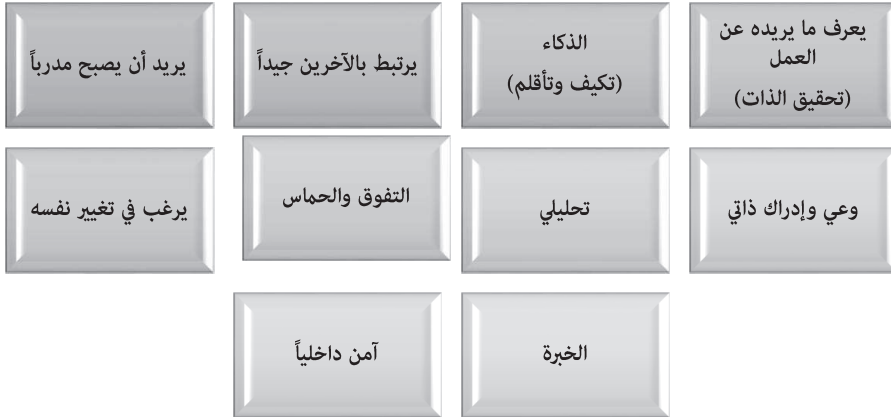 يعرف ما يريده عن
العمل
(تحقيق الذات)
الذكاء
(تكيف وتأقلم)
يرتبط بالآخرين جيداً
يريد أن يصبح مدرباً
وعي وإدراك ذاتي
تحليلي
التفوق والحماس
يرغب في تغيير نفسه
الخبرة
آمن داخلياً